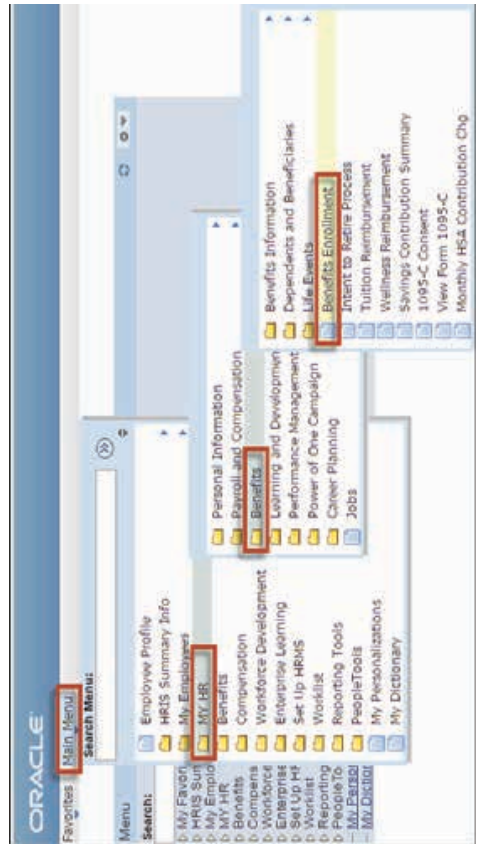 ORACLE
Favorites Main Menu
Search Menu:
Menu
Search:
My Favori
HRIS Sum
My Emplo
MY HR
Benefits
Compens
Workforce
Enterprise
Set Up HR
Worklist
Reporting
PeopleTo
My Person
My Diction
Employee Profile
HRIS Summary Info
My Employees
MY HR
Benefits
Compensation
Workforce Development
Enterprise Learning
Set Up HRMS
Worklist
Reporting Tools
PeopleTools
My Personalizations
My Dictionary
Personal Information
Payroll and Compensation
Benefits
Learning and Developmen
Performance Management
Power of One Campaign
Career Planning
Jobs
Benefits Information
Dependents and Beneficiaries
Life Events
Benefits Enrollment
Intent to Retire Process
Tuition Reimbursement
Wellness Reimbursement
Savings Contribution Summary
1095-C Consent
View Form 1095-C
Monthly HSA Contribution Chg